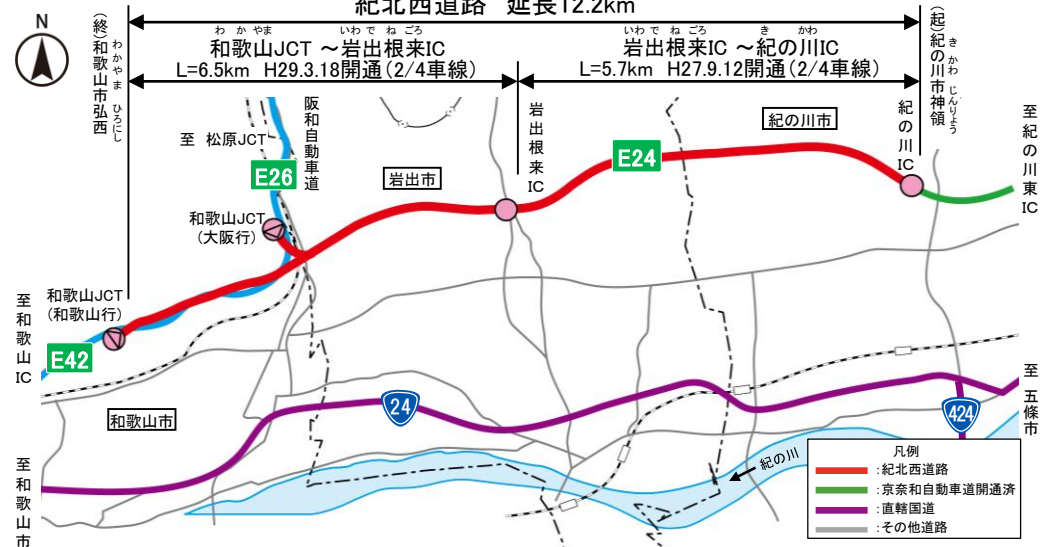 紀北西道路 延長12.2km
N
わかやま
和歌山JCT ~岩出根来IC
いわで ねごろ
L=6.5km H29.3.18開通(2/4車線)
いわで ねごろ
岩出根来IC ~紀の川IC
き かわ
L=5.7km H27.9.12開通(2/4車線)
(終)和歌山市弘西
わかやま ひろにし
(起)紀の川市神領
き かわ じんりょう
阪和自動車道
至 松原JCT
E26
岩出市
岩出根来IC
E24
紀の川市
紀の川IC
至紀の川東IC
和歌山JCT
(大阪行)
和歌山JCT
(和歌山行)
至和歌山IC
E42
和歌山市
24
424
至五條市
至和歌山市
紀の川
凡例
:紀北西道路
:京奈和自動車道開通済
:直轄国道
:その他道路